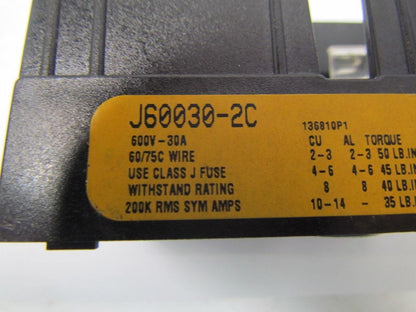 J60030-2C
136810P1
600V-30A
CU AL TORQUE
60/75C WIRE
2-3 2-3 50 LB.IN
USE CLASS J FUSE
4-6 4-6 45 LB.IN
WITHSTAND RATING
8 8 40 LB.IN
200K RMS SYM AMPS
10-14 - 35 LB.I